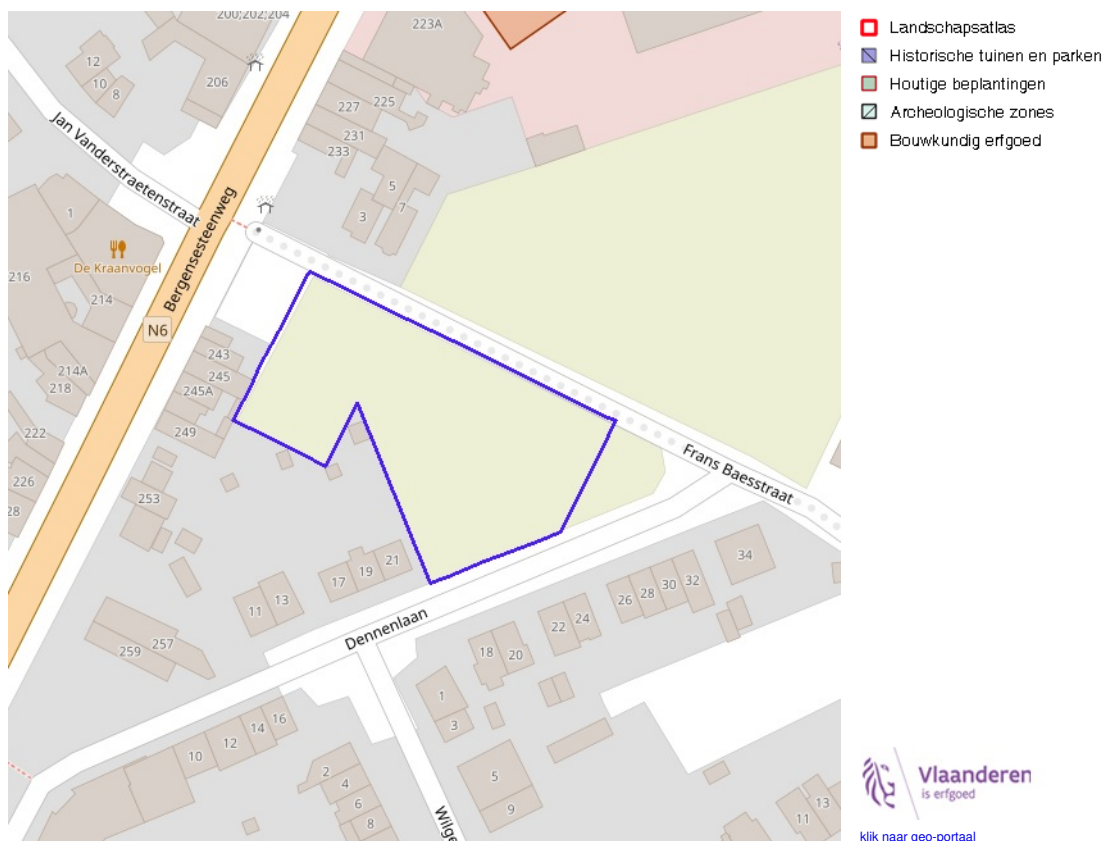 200;202;204
223A
12
10
8
206
227
225
231
233
5
3
7
Jan Vanderstraetenstraat
Bergensesteenweg
N6
1
De Kraanvogel
216
214
214A
218
222
226
28
243
245
245A
249
253
Frans Baesstraat
Dennenlaan
11
13
17
19
21
257
259
34
32
30
28
26
24
22
20
18
1
3
5
9
16
14
12
10
2
4
6
8
Wilge
11
13
Landschapsatlas
Historische tuinen en parken
Houtige beplantingen
Archeologische zones
Bouwkundig erfgoed
Vlaanderen
is erfgoed
klik naar geo-portaal